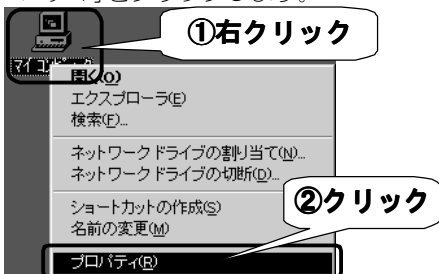 ①右クリック
マイ コンピュータ
開く(O)
エクスプローラ(E)
検索(F)...
ネットワーク ドライブの割り当て(N)...
ネットワーク ドライブの切断(D)...
②クリック
ショートカットの作成(S)
名前の変更(M)
プロパティ(R)